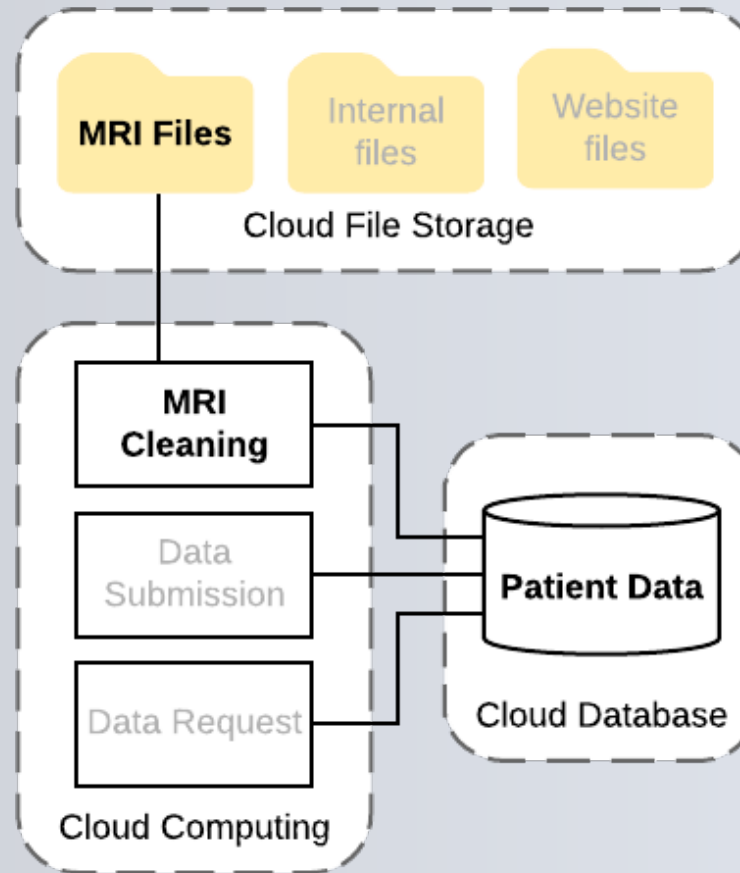 MRI Files
Internal
files
Website
files
Cloud File Storage
MRI
Cleaning
Data
Submission
Data Request
Cloud Computing
Patient Data
Cloud Database